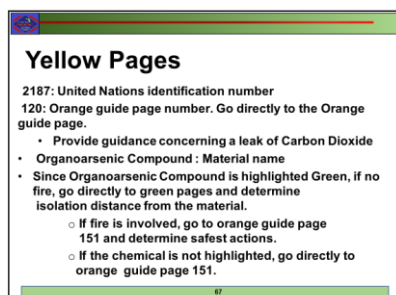 Yellow Pages
2187: United Nations identification number
120: Orange guide page number. Go directly to the Orange
guide page.
• Provide guidance concerning a leak of Carbon Dioxide
• Organoarsenic Compound : Material name
• Since Organoarsenic Compound is highlighted Green, if no
fire, go directly to green pages and determine
isolation distance from the material.
○ If fire is involved, go to orange guide page
151 and determine safest actions.
○ If the chemical is not highlighted, go directly to
orange guide page 151.
67